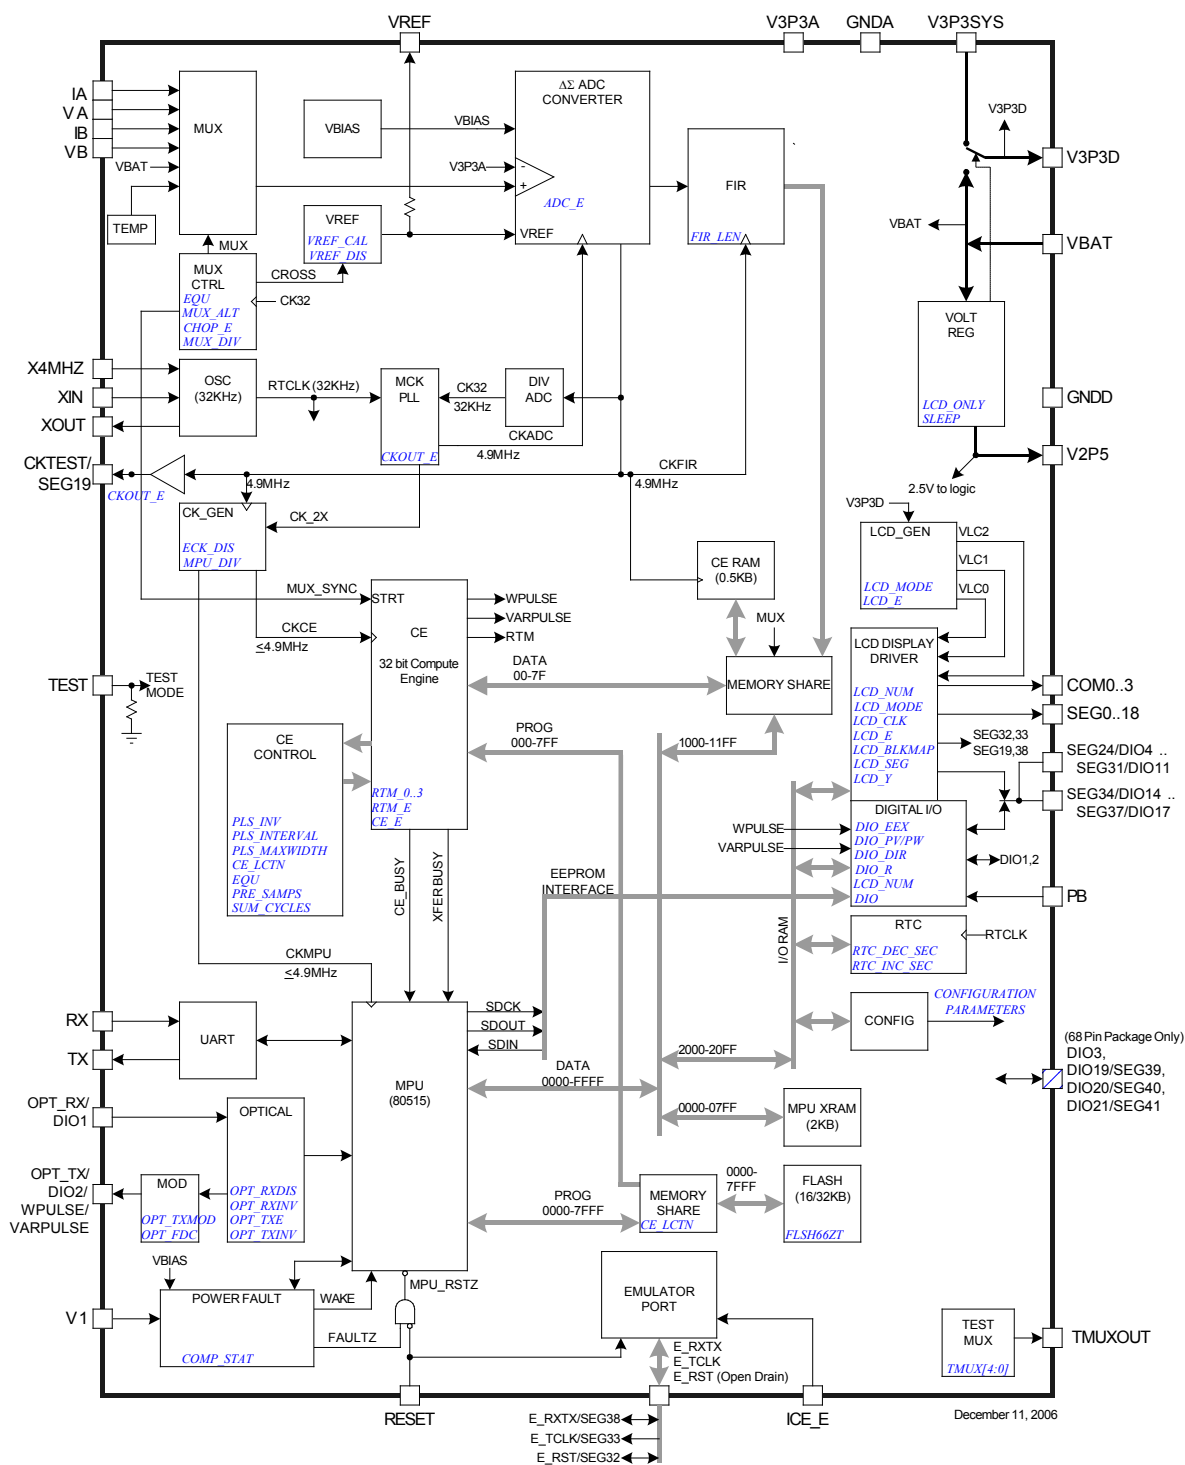 VREF
V3P3A
GNDA
V3P3SYS
IA
VA
IB
VB
VBAT
TEMP
MUX
VBIAS
VBIAS
ΔΣ ADC
CONVERTER
V3P3A
-
+
ADC_E
VREF
FIR
FIR_LEN
V3P3D
V3P3D
VBAT
VBAT
VREF
VREF_CAL
VREF_DIS
MUX
MUX
CTRL
EQU
MUX_ALT
CHOP_E
MUX_DIV
CROSS
CK32
VOLT
REG
LCD_ONLY
SLEEP
X4MHZ
XIN
XOUT
OSC
(32KHz)
RTCLK (32KHz)
MCK
PLL
CKOUT_E
CK32
32KHz
DIV
ADC
CKADC
4.9MHz
GNDD
V2P5
2.5V to logic
CKTEST/
SEG19
CKOUT_E
4.9MHz
CKFIR
4.9MHz
CK_GEN
ECK_DIS
MPU_DIV
CK_2X
V3P3D
LCD_GEN
LCD_MODE
LCD_E
VLC2
VLC1
VLC0
CE RAM
(0.5KB)
MUX_SYNC
STRT
CKCE
≤4.9MHz
CE
32 bit Compute
Engine
RTM_0..3
RTM_E
CE_E
WPULSE
VARPULSE
RTM
MUX
DATA
00-7F
MEMORY SHARE
PROG
000-7FF
1000-11FF
LCD DISPLAY
DRIVER
LCD_NUM
LCD_MODE
LCD_CLK
LCD_E
LCD_BLKMAP
LCD_SEG
LCD_Y
COM0..3
SEG0..18
SEG32,33
SEG19,38
SEG24/DIO4 ..
SEG31/DIO11
SEG34/DIO14 ..
SEG37/DIO17
TEST
TEST
MODE
CE
CONTROL
PLS_INV
PLS_INTERVAL
PLS_MAXWIDTH
CE_LCTN
EQU
PRE_SAMPS
SUM_CYCLES
DIGITAL I/O
DIO_EEX
DIO_PV/PW
DIO_DIR
DIO_R
LCD_NUM
DIO
WPULSE
VARPULSE
DIO1,2
PB
EEPROM
INTERFACE
CE_BUSY
XFER BUSY
I/O RAM
RTC
RTC_DEC_SEC
RTC_INC_SEC
RTCLK
CKMPU
≤4.9MHz
CONFIG
CONFIGURATION
PARAMETERS
RX
TX
UART
SDCK
SDOUT
SDIN
MPU
(80515)
DATA
0000-FFFF
2000-20FF
0000-07FF
MPU XRAM
(2KB)
(68 Pin Package Only)
DIO3,
DIO19/SEG39,
DIO20/SEG40,
DIO21/SEG41
OPT_RX/
DIO1
OPTICAL
OPT_RXDIS
OPT_RXINV
OPT_TXE
OPT_TXINV
OPT_TX/
DIO2/
WPULSE/
VARPULSE
MOD
OPT_TXMOD
OPT_FDC
PROG
0000-7FFF
MEMORY
SHARE
CE_LCTN
0000-
7FFF
FLASH
(16/32KB)
FLSH66ZT
VBIAS
V1
POWER FAULT
COMP_STAT
WAKE
FAULTZ
MPU_RSTZ
EMULATOR
PORT
E_RXTX
E_TCLK
E_RST (Open Drain)
TEST
MUX
TMUX[4:0]
TMUXOUT
RESET
ICE_E
E_RXTX/SEG38
E_TCLK/SEG33
E_RST/SEG32
December 11, 2006